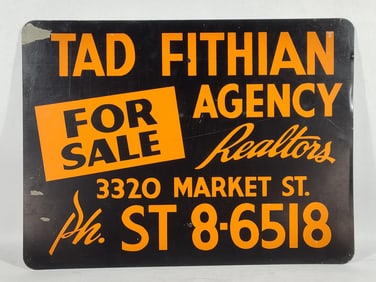 TAD FITHIAN
FOR SALE
AGENCY
Realtors
3320 MARKET ST.
Ph. ST 8-6518